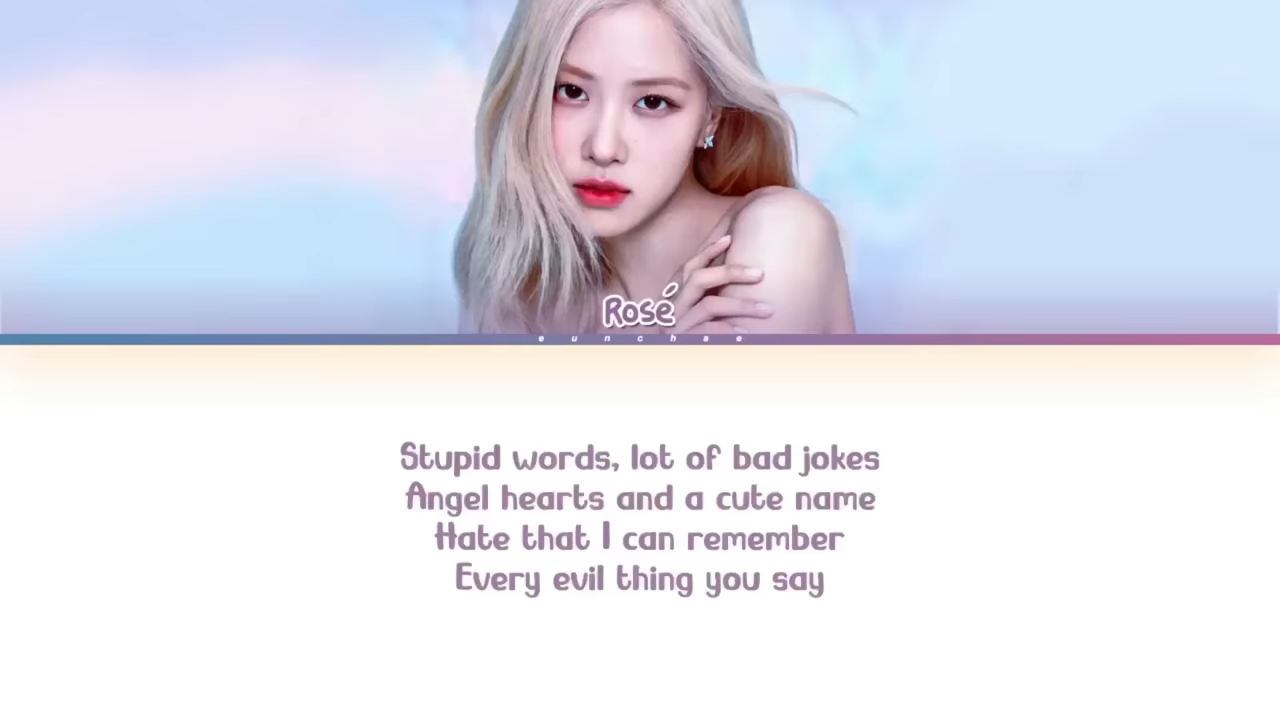 Rosé
eunchae
Stupid words, lot of bad jokes
Angel hearts and a cute name
Hate that I can remember
Every evil thing you say